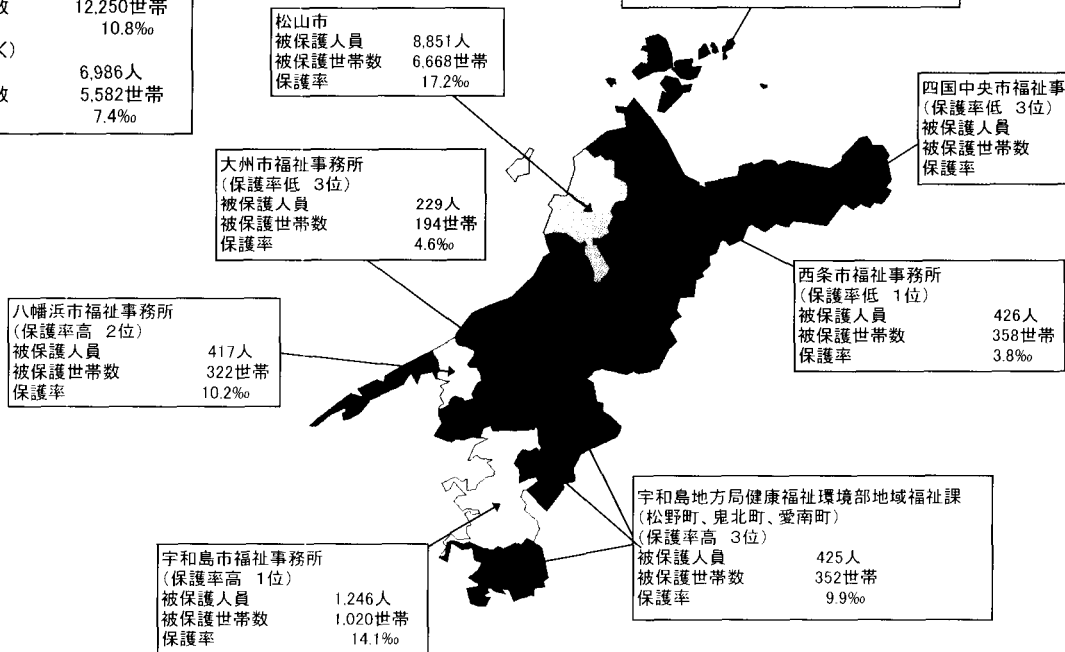 数 12,250世帯
10.8‰
く)
6,986人
数 5,582世帯
7.4‰
松山市
被保護人員 8,851人
被保護世帯数 6,668世帯
保護率 17.2‰
四国中央市福祉事
(保護率低 3位)
被保護人員
被保護世帯数
保護率
大州市福祉事務所
(保護率低 3位)
被保護人員 229人
被保護世帯数 194世帯
保護率 4.6‰
西条市福祉事務所
(保護率低 1位)
被保護人員 426人
被保護世帯数 358世帯
保護率 3.8‰
八幡浜市福祉事務所
(保護率高 2位)
被保護人員 417人
被保護世帯数 322世帯
保護率 10.2‰
宇和島地方局健康福祉環境部地域福祉課
(松野町、鬼北町、愛南町)
(保護率高 3位)
被保護人員 425人
被保護世帯数 352世帯
保護率 9.9‰
宇和島市福祉事務所
(保護率高 1位)
被保護人員 1,246人
被保護世帯数 1,020世帯
保護率 14.1‰